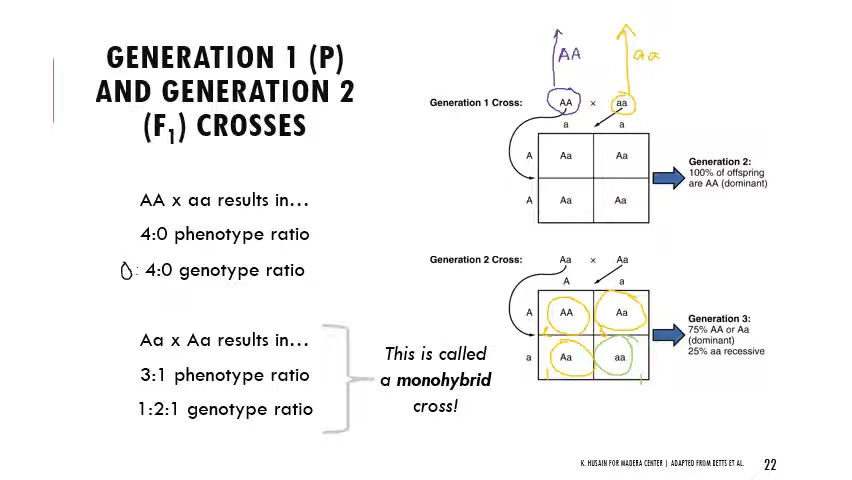 GENERATION 1 (P)
AND GENERATION 2
(F₁) CROSSES
AA x aa results in...
4:0 phenotype ratio
0: 4:0 genotype ratio
Aa x Aa results in...
3:1 phenotype ratio
1:2:1 genotype ratio
This is called
a monohybrid
cross!
AA aa
Generation 1 Cross: AA × aa
a a
A Aa Aa
A Aa Aa
Generation 2:
100% of offspring
are AA (dominant)
Generation 2 Cross: Aa × Aa
A a
A AA Aa
a Aa aa
Generation 3:
75% AA or Aa
(dominant)
25% aa recessive
K. HUSAIN FOR MADERA CENTER | ADAPTED FROM BETTS ET AL. 22